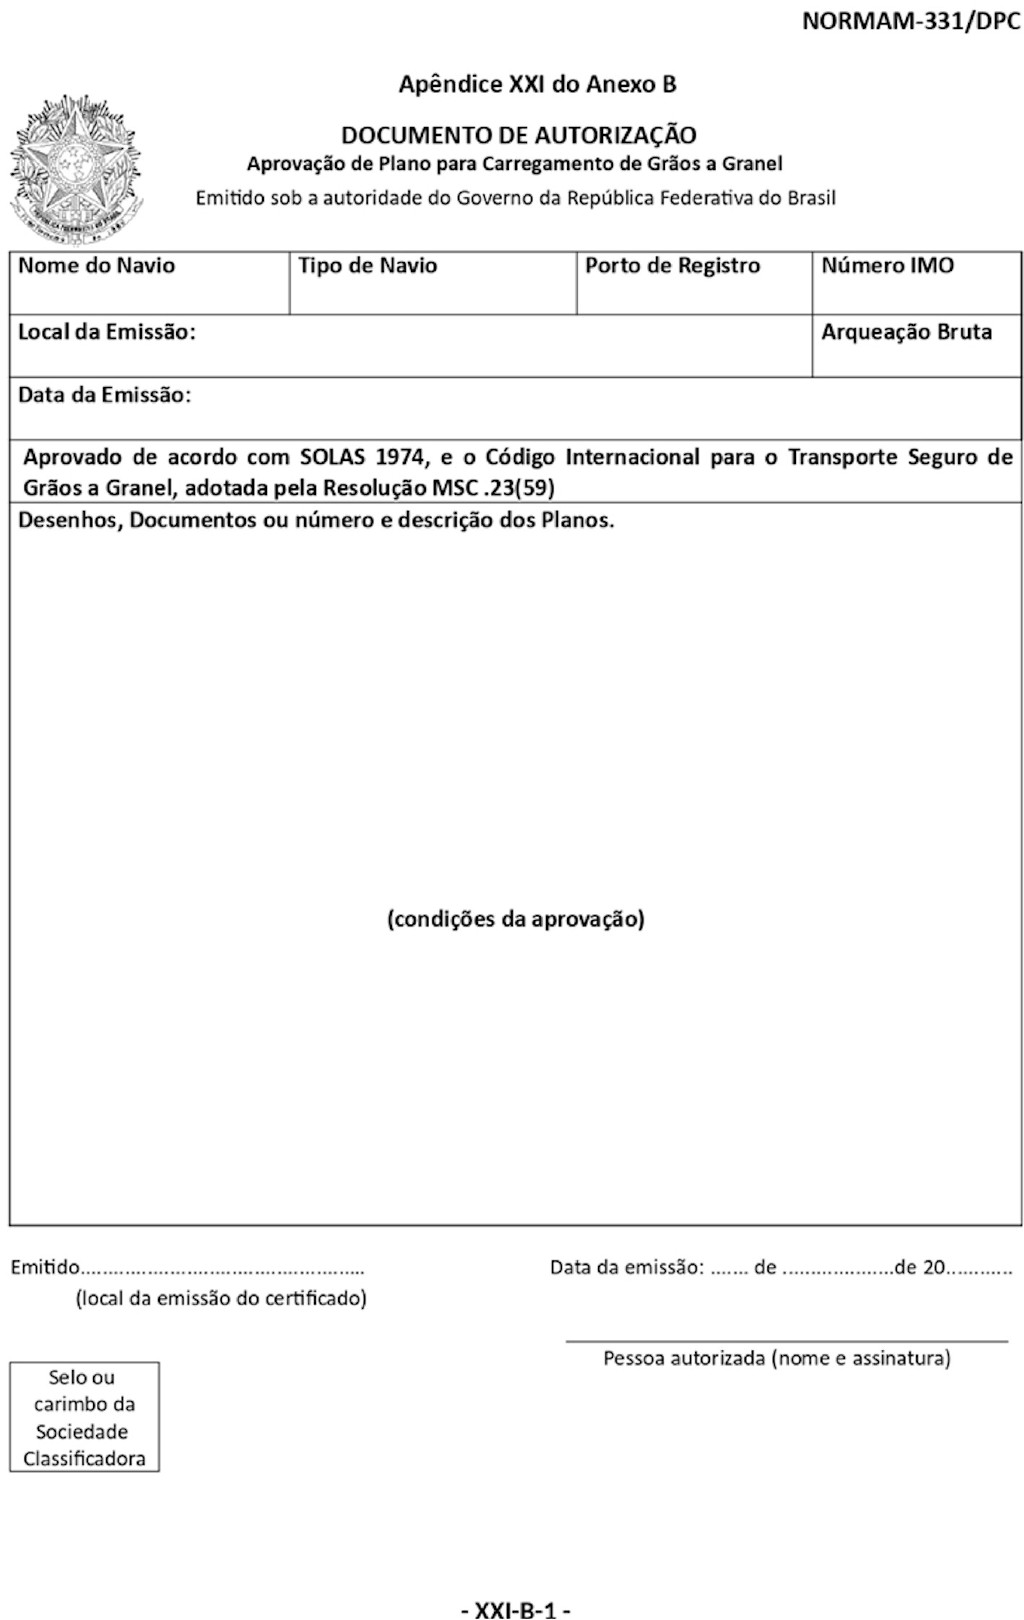 NORMAM-331/DPC
Apêndice XXI do Anexo B
DOCUMENTO DE AUTORIZAÇÃO
Aprovação de Plano para Carregamento de Grãos a Granel
Emitido sob a autoridade do Governo da República Federativa do Brasil
Nome do Navio
Tipo de Navio
Porto de Registro
Número IMO
Local da Emissão:
Arqueação Bruta
Data da Emissão:
Aprovado de acordo com SOLAS 1974, e o Código Internacional para o Transporte Seguro de
Grãos a Granel, adotada pela Resolução MSC .23(59)
Desenhos, Documentos ou número e descrição dos Planos.
(condições da aprovação)
Emitido...................................................
(local da emissão do certificado)
Data da emissão: ....... de ....................de 20............
Pessoa autorizada (nome e assinatura)
Selo ou
carimbo da
Sociedade
Classificadora
- XXI-B-1 -